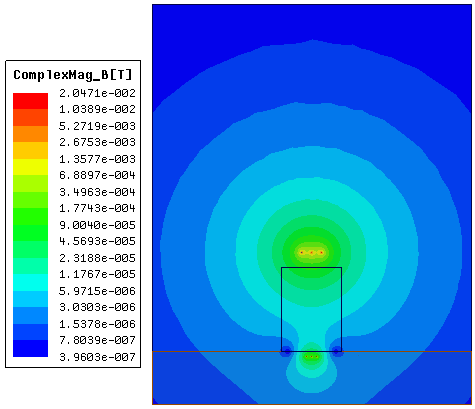 ComplexMag_B[T]
2.0471e-002
1.0389e-002
5.2719e-003
2.6753e-003
1.3577e-003
6.8897e-004
3.4963e-004
1.7743e-004
9.0040e-005
4.5693e-005
2.3188e-005
1.1767e-005
5.9715e-006
3.0303e-006
1.5378e-006
7.8039e-007
3.9603e-007